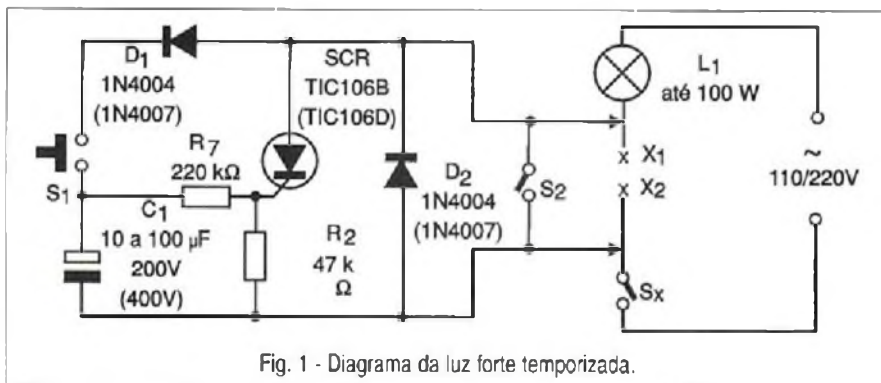 D1
1N4004
(1N4007)
SCR
TIC106B
(TIC106D)
L1
até 100 W
R7
220 kΩ
S1
C1
10 a 100 µF
200V
(400V)
R2
47 k
Ω
D2
1N4004
(1N4007)
S2
x X1
x X2
~
110/220V
Sx
Fig. 1 - Diagrama da luz forte temporizada.